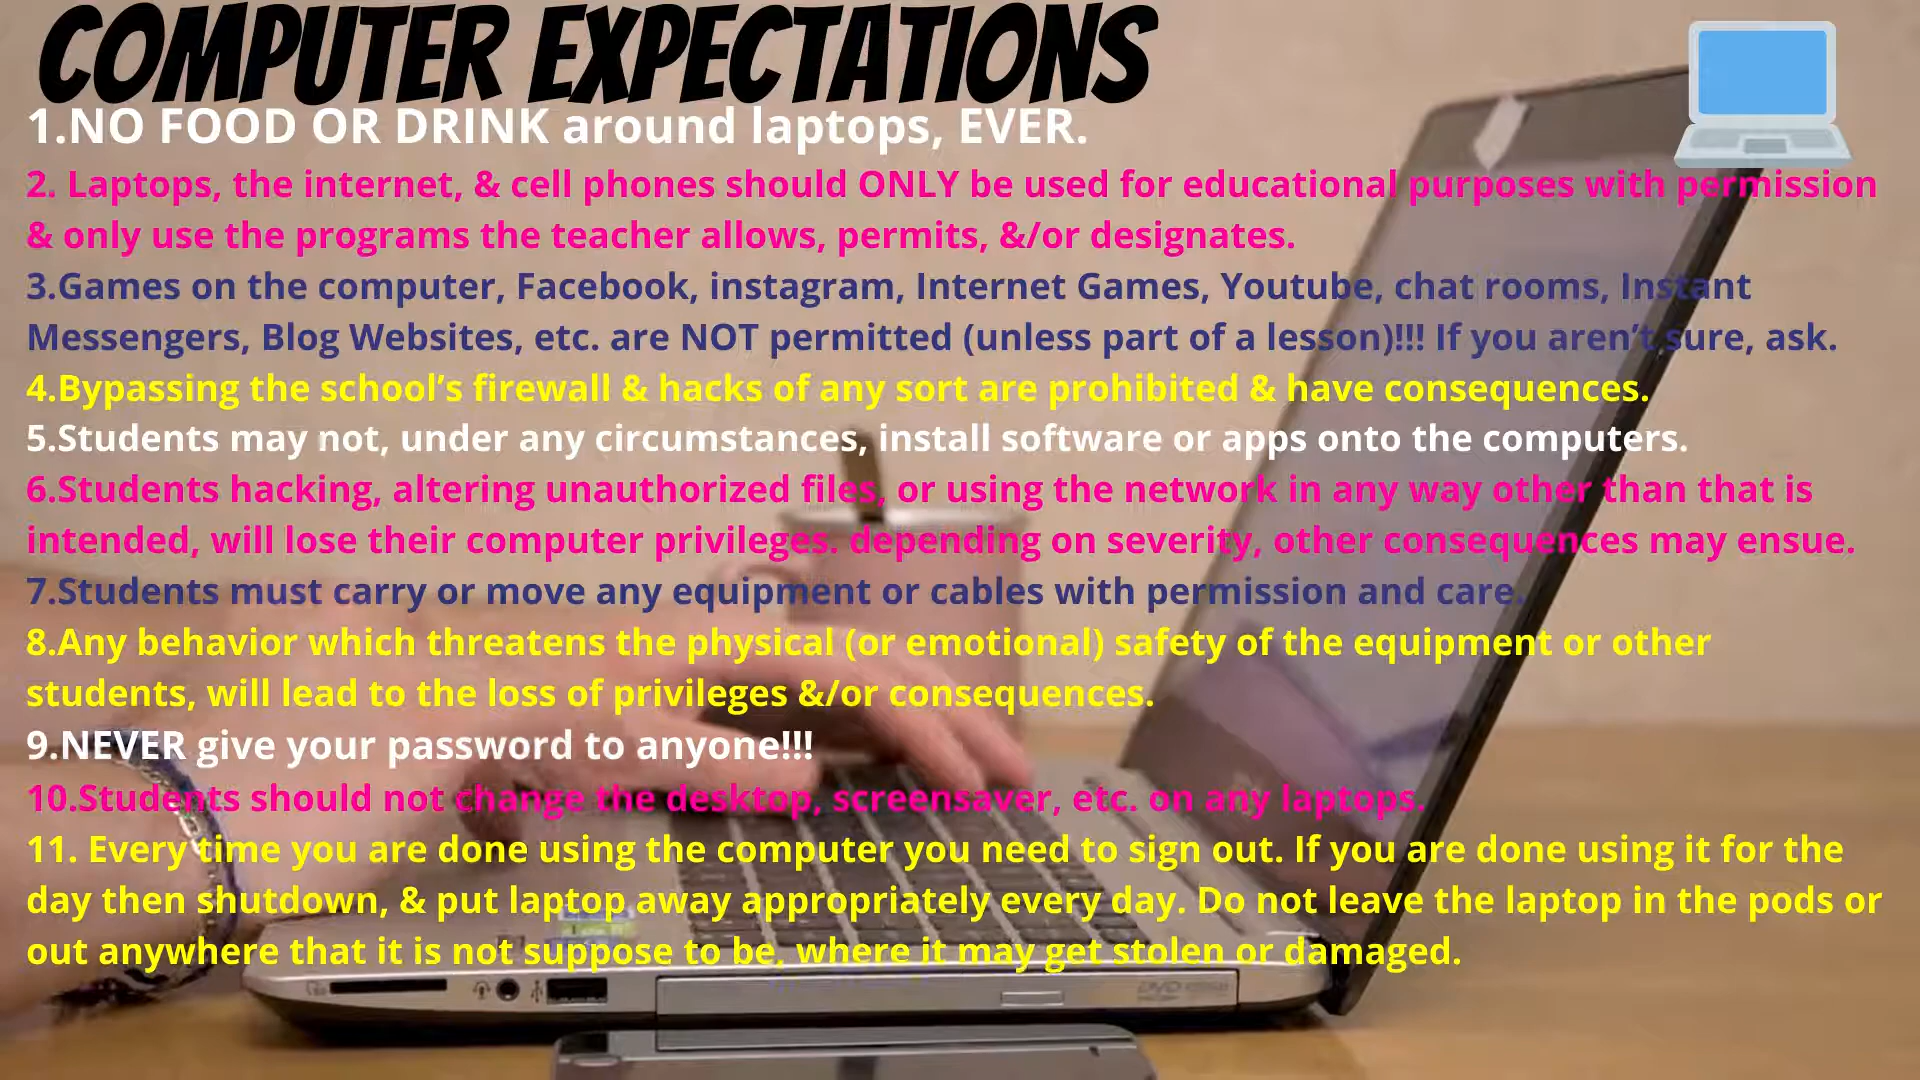 COMPUTER EXPECTATIONS
1.NO FOOD OR DRINK around laptops, EVER.
2. Laptops, the internet, & cell phones should ONLY be used for educational purposes with permission
& only use the programs the teacher allows, permits, &/or designates.
3.Games on the computer, Facebook, instagram, Internet Games, Youtube, chat rooms, Instant
Messengers, Blog Websites, etc. are NOT permitted (unless part of a lesson)!!! If you aren’t sure, ask.
4.Bypassing the school’s firewall & hacks of any sort are prohibited & have consequences.
5.Students may not, under any circumstances, install software or apps onto the computers.
6.Students hacking, altering unauthorized files, or using the network in any way other than that is
intended, will lose their computer privileges. depending on severity, other consequences may ensue.
7.Students must carry or move any equipment or cables with permission and care.
8.Any behavior which threatens the physical (or emotional) safety of the equipment or other
students, will lead to the loss of privileges &/or consequences.
9.NEVER give your password to anyone!!!
10.Students should not change the desktop, screensaver, etc. on any laptops.
11. Every time you are done using the computer you need to sign out. If you are done using it for the
day then shutdown, & put laptop away appropriately every day. Do not leave the laptop in the pods or
out anywhere that it is not suppose to be, where it may get stolen or damaged.